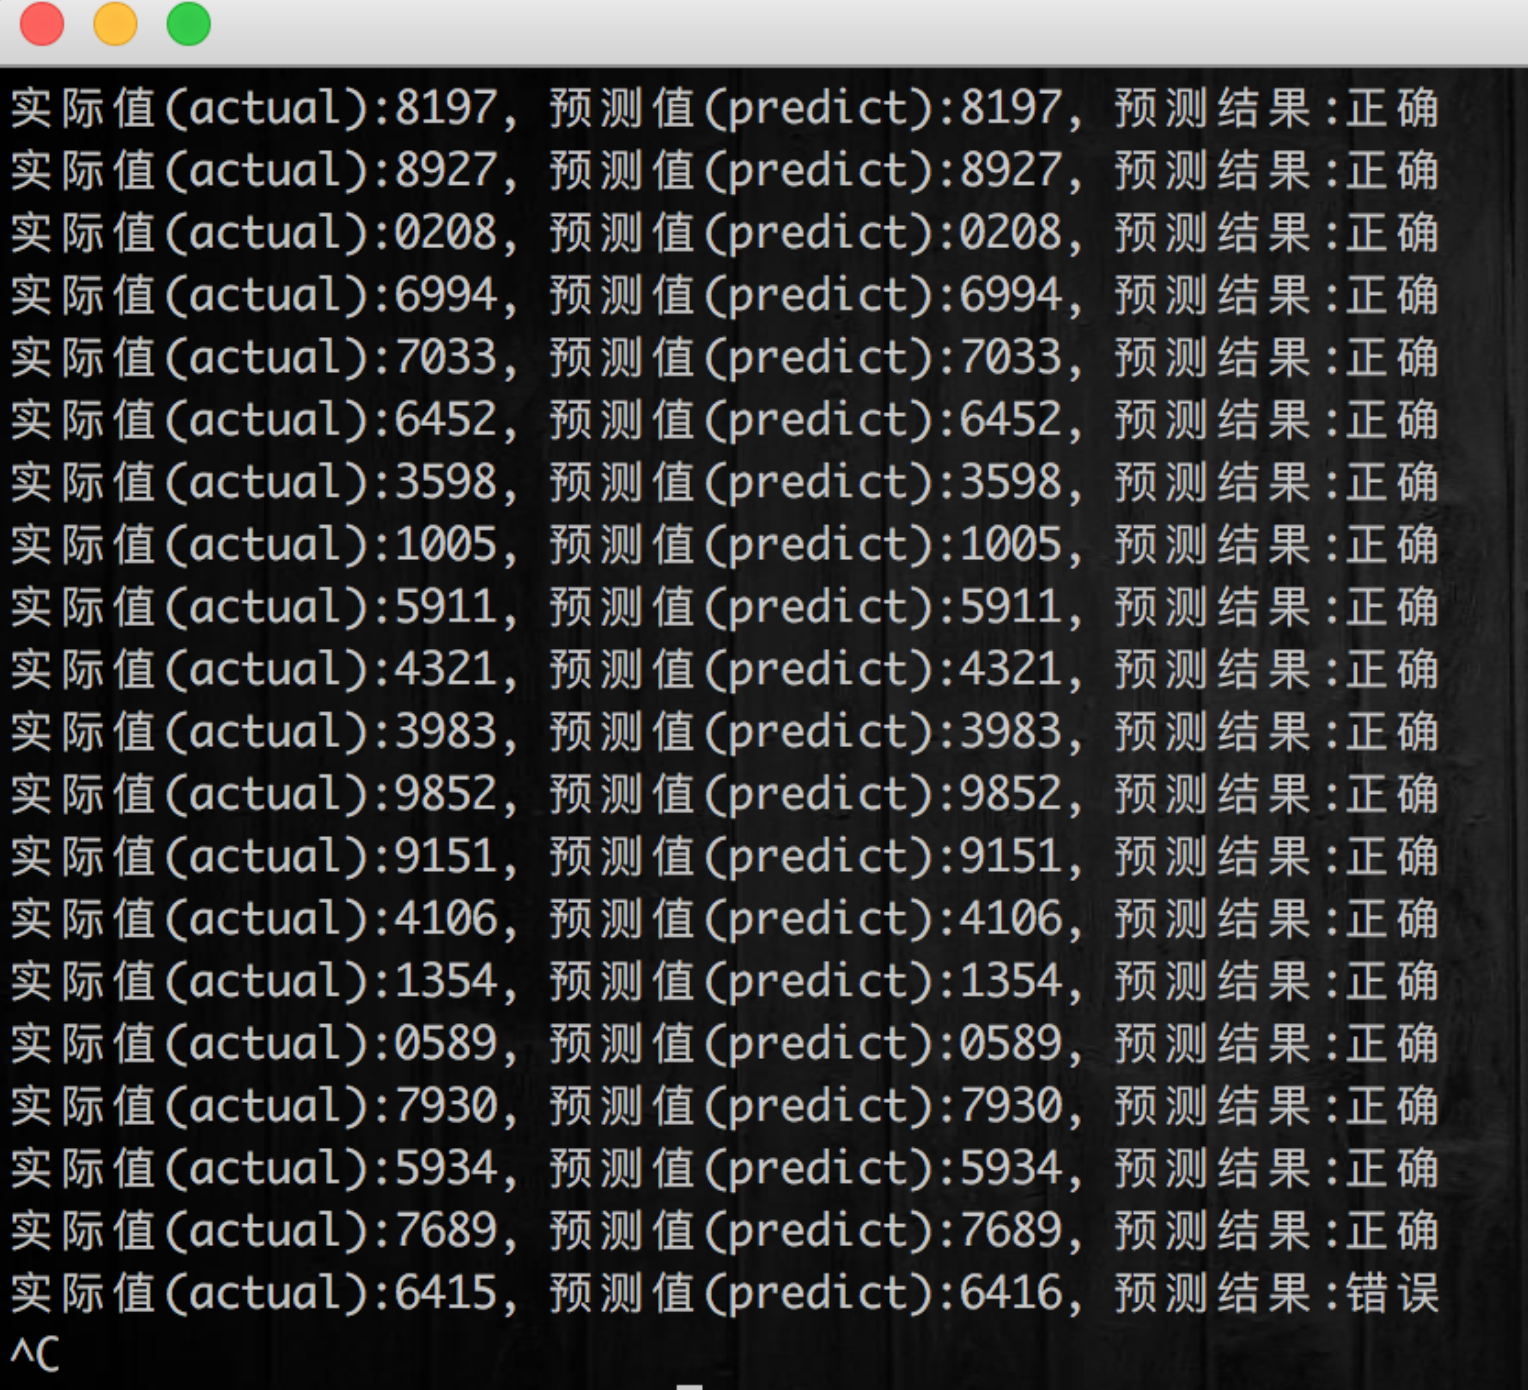 实际值(actual):8197, 预测值(predict):8197, 预测结果:正确
实际值(actual):8927, 预测值(predict):8927, 预测结果:正确
实际值(actual):0208, 预测值(predict):0208, 预测结果:正确
实际值(actual):6994, 预测值(predict):6994, 预测结果:正确
实际值(actual):7033, 预测值(predict):7033, 预测结果:正确
实际值(actual):6452, 预测值(predict):6452, 预测结果:正确
实际值(actual):3598, 预测值(predict):3598, 预测结果:正确
实际值(actual):1005, 预测值(predict):1005, 预测结果:正确
实际值(actual):5911, 预测值(predict):5911, 预测结果:正确
实际值(actual):4321, 预测值(predict):4321, 预测结果:正确
实际值(actual):3983, 预测值(predict):3983, 预测结果:正确
实际值(actual):9852, 预测值(predict):9852, 预测结果:正确
实际值(actual):9151, 预测值(predict):9151, 预测结果:正确
实际值(actual):4106, 预测值(predict):4106, 预测结果:正确
实际值(actual):1354, 预测值(predict):1354, 预测结果:正确
实际值(actual):0589, 预测值(predict):0589, 预测结果:正确
实际值(actual):7930, 预测值(predict):7930, 预测结果:正确
实际值(actual):5934, 预测值(predict):5934, 预测结果:正确
实际值(actual):7689, 预测值(predict):7689, 预测结果:正确
实际值(actual):6415, 预测值(predict):6416, 预测结果:错误
^C